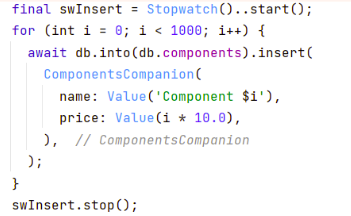 final swInsert = Stopwatch()..start();
for (int i = 0; i < 1000; i++) {
  await db.into(db.components).insert(
    ComponentsCompanion(
      name: Value('Component $i'),
      price: Value(i * 10.0),
    ),  // ComponentsCompanion
  );
}
swInsert.stop();